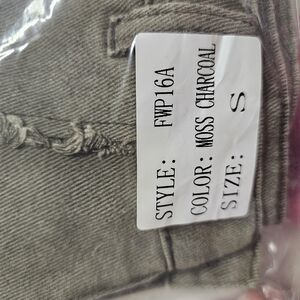 STYLE: FWP16A
COLOR: MOSS CHARCOAL
SIZE: S